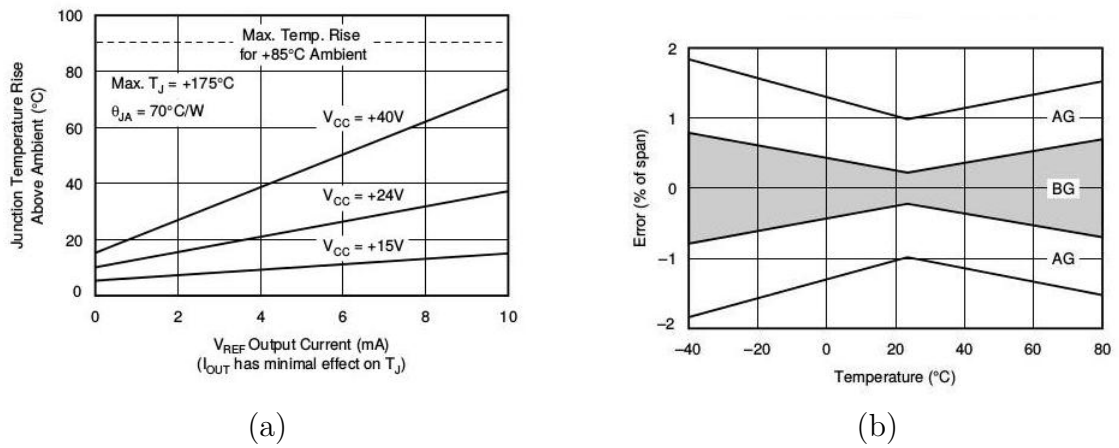 100
80
60
40
20
0
Junction Temperature Rise
Above Ambient (°C)
Max. Temp. Rise
for +85°C Ambient
Max. T_J = +175°C
θ_JA = 70°C/W
V_CC = +40V
V_CC = +24V
V_CC = +15V
0 2 4 6 8 10
V_REF Output Current (mA)
(I_OUT has minimal effect on T_J)
(a)
2
1
0
–1
–2
Error (% of span)
AG
BG
AG
–40 –20 0 20 40 60 80
Temperature (°C)
(b)